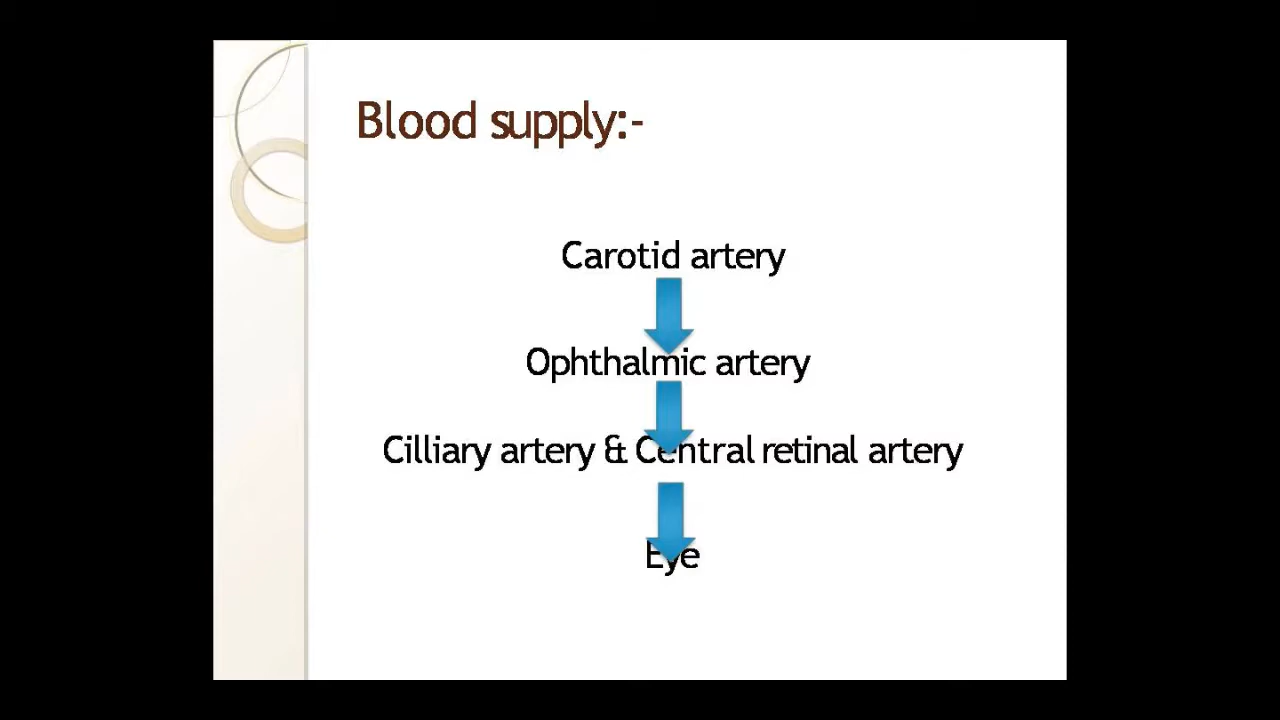 Blood supply:-
Carotid artery
Ophthalmic artery
Cilliary artery & Central retinal artery
Eye